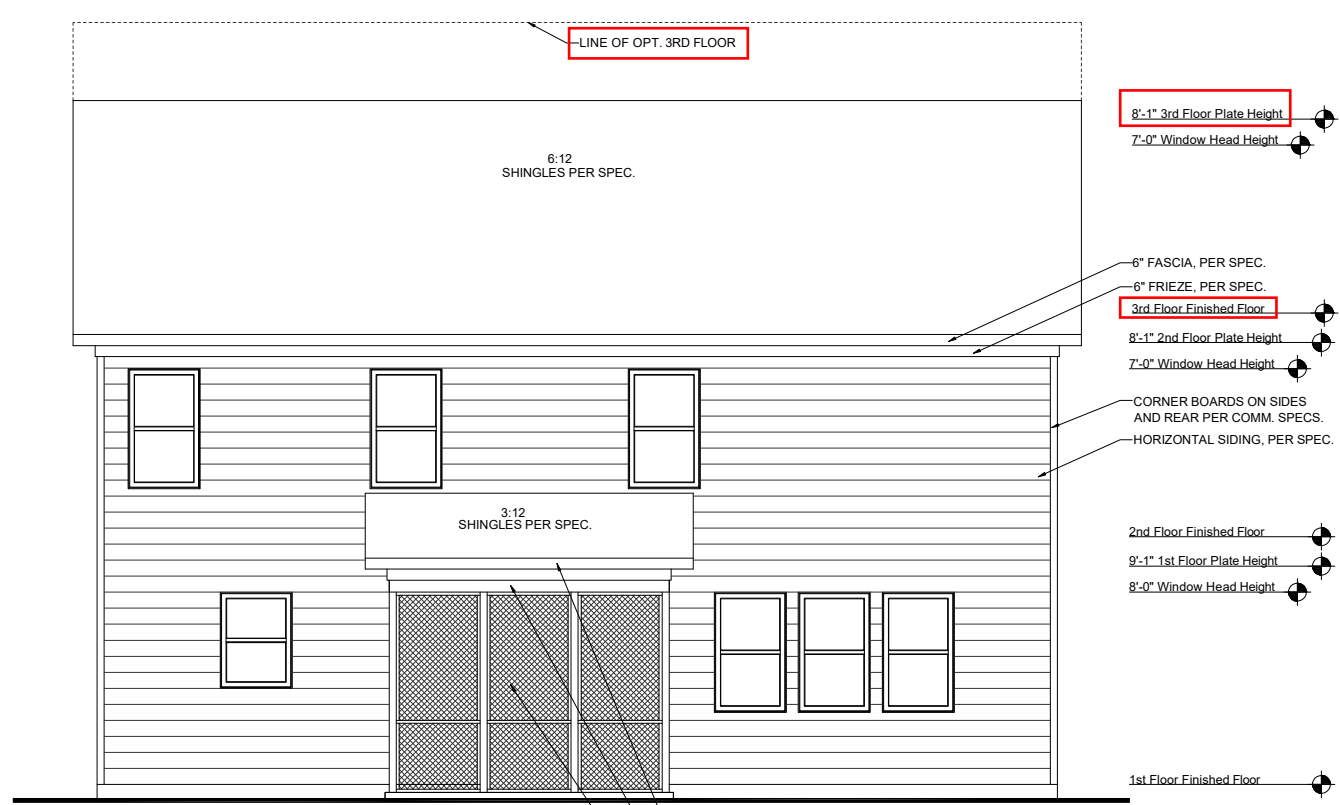 LINE OF OPT. 3RD FLOOR
8'-1" 3rd Floor Plate Height
7'-0" Window Head Height
6:12
SHINGLES PER SPEC.
6" FASCIA, PER SPEC.
6" FRIEZE, PER SPEC.
3rd Floor Finished Floor
8'-1" 2nd Floor Plate Height
7'-0" Window Head Height
CORNER BOARDS ON SIDES
AND REAR PER COMM. SPECS.
HORIZONTAL SIDING, PER SPEC.
3:12
SHINGLES PER SPEC.
2nd Floor Finished Floor
9'-1" 1st Floor Plate Height
8'-0" Window Head Height
1st Floor Finished Floor